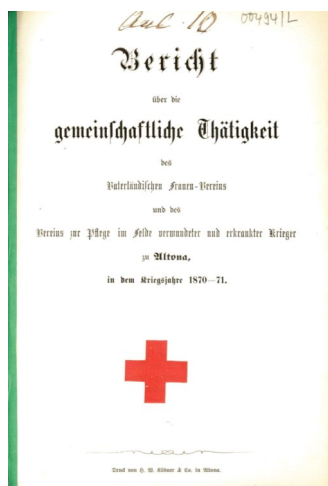 Anl. 10
00494/L
Bericht
über die
gemeinschaftliche Thätigkeit
des
Vaterländischen Frauen-Vereins
und des
Vereins zur Pflege im Felde verwundeter und erkrankter Krieger
zu Altona,
in dem Kriegsjahre 1870—71.
Druck von H. W. Köbner & Co. in Altona.